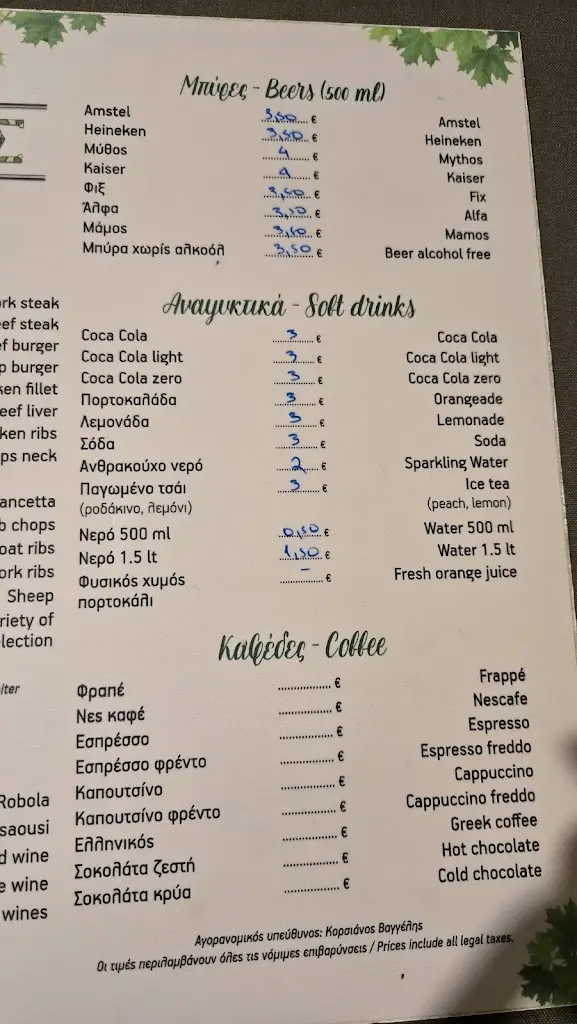 Μπύρες - Beers (500 ml)
Amstel 3,50 € Amstel
Heineken 3,50 € Heineken
Μύθος 4 € Mythos
Kaiser 4 € Kaiser
Φιξ € Fix
Άλφα € Alfa
Μάμος € Mamos
Μπύρα χωρίς αλκοόλ 3,50 € Beer alcohol free
ork steak
eef steak
ef burger
p burger
ken fillet
eef liver
ken ribs
ps neck
ancetta
b chops
oat ribs
ork ribs
Sheep
riety of
lection
iter
Robola
saousi
d wine
e wine
wines
Αναψυκτικά - Soft drinks
Coca Cola 3 € Coca Cola
Coca Cola light 3 € Coca Cola light
Coca Cola zero 3 € Coca Cola zero
Πορτοκαλάδα 3 € Orangeade
Λεμονάδα 3 € Lemonade
Σόδα 3 € Soda
Ανθρακούχο νερό 2 € Sparkling Water
Παγωμένο τσάι 3 € Ice tea
(ροδάκινο, λεμόνι) (peach, lemon)
Νερό 500 ml 0,50 € Water 500 ml
Νερό 1.5 lt 1,50 € Water 1.5 lt
Φυσικός χυμός - € Fresh orange juice
πορτοκάλι
Καφέδες - Coffee
Φραπέ € Frappé
Νες καφέ € Nescafe
Εσπρέσσο € Espresso
Εσπρέσσο φρέντο € Espresso freddo
Καπουτσίνο € Cappuccino
Καπουτσίνο φρέντο € Cappuccino freddo
Ελληνικός € Greek coffee
Σοκολάτα ζεστή € Hot chocolate
Σοκολάτα κρύα € Cold chocolate
Αγορανομικός υπεύθυνος: Κορσιάνος Βαγγέλης
Οι τιμές περιλαμβάνουν όλες τις νόμιμες επιβαρύνσεις / Prices include all legal taxes.